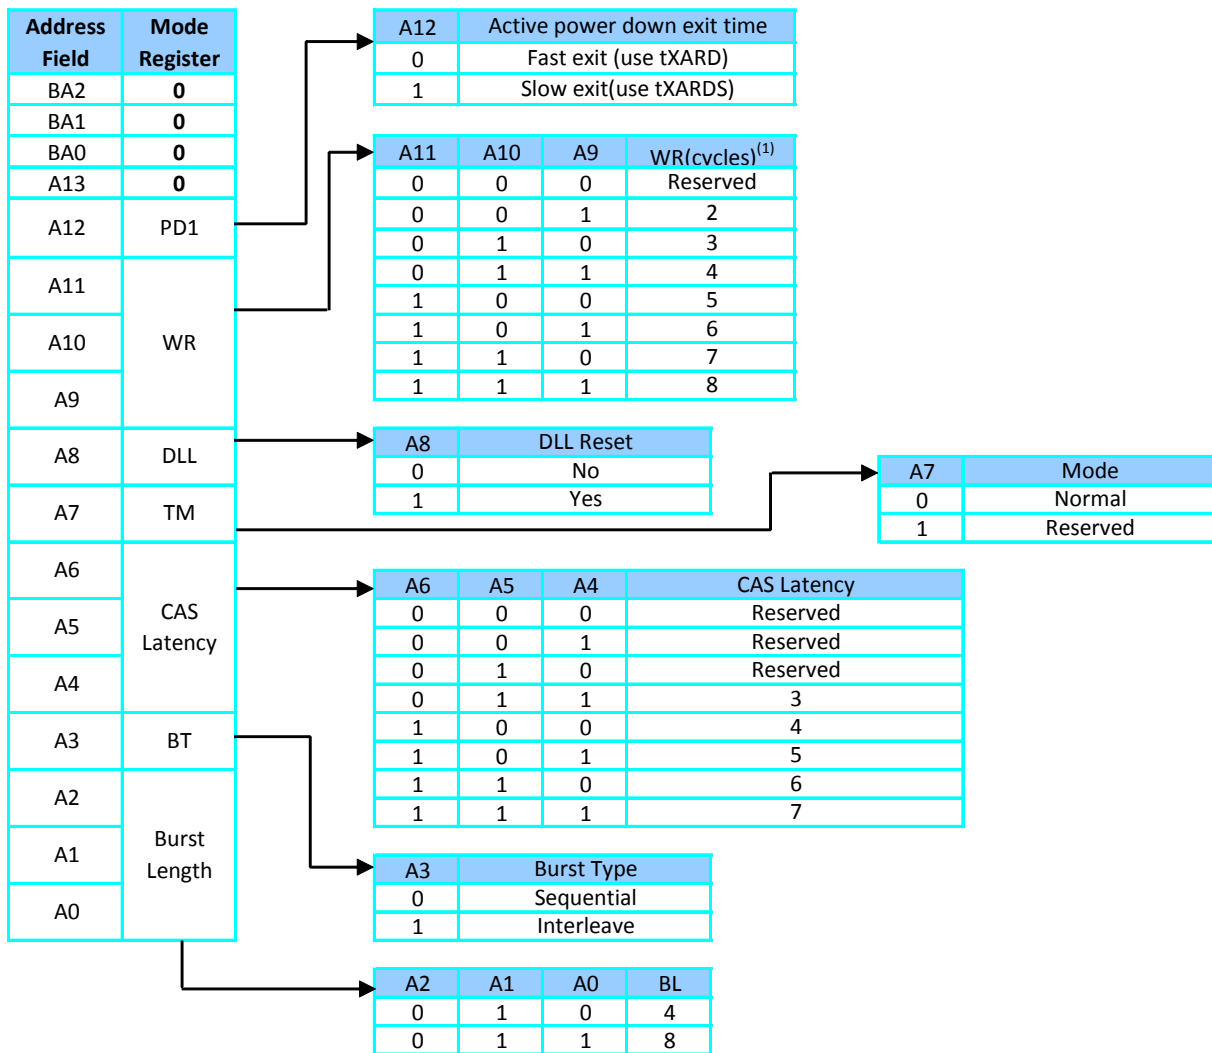 Address Field Mode Register
BA2 0
BA1 0
BA0 0
A13 0
A12 PD1
A11
A10 WR
A9
A8 DLL
A7 TM
A6
A5 CAS Latency
A4
A3 BT
A2
A1 Burst Length
A0
A12 Active power down exit time
0 Fast exit (use tXARD)
1 Slow exit(use tXARDS)
A11 A10 A9 WR(cycles)(1)
0 0 0 Reserved
0 0 1 2
0 1 0 3
0 1 1 4
1 0 0 5
1 0 1 6
1 1 0 7
1 1 1 8
A8 DLL Reset
0 No
1 Yes
A7 Mode
0 Normal
1 Reserved
A6 A5 A4 CAS Latency
0 0 0 Reserved
0 0 1 Reserved
0 1 0 Reserved
0 1 1 3
1 0 0 4
1 0 1 5
1 1 0 6
1 1 1 7
A3 Burst Type
0 Sequential
1 Interleave
A2 A1 A0 BL
0 1 0 4
0 1 1 8